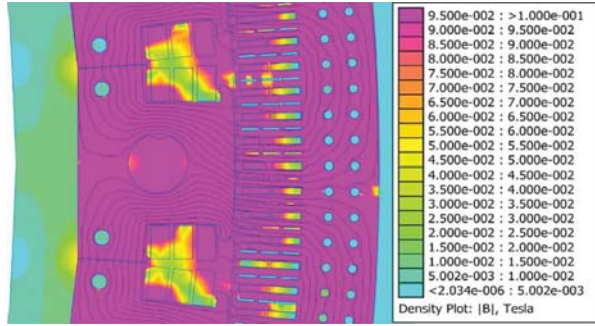 9.500e-002 : >1.000e-001
9.000e-002 : 9.500e-002
8.500e-002 : 9.000e-002
8.000e-002 : 8.500e-002
7.500e-002 : 8.000e-002
7.000e-002 : 7.500e-002
6.500e-002 : 7.000e-002
6.000e-002 : 6.500e-002
5.500e-002 : 6.000e-002
5.000e-002 : 5.500e-002
4.500e-002 : 5.000e-002
4.000e-002 : 4.500e-002
3.500e-002 : 4.000e-002
3.000e-002 : 3.500e-002
2.500e-002 : 3.000e-002
2.000e-002 : 2.500e-002
1.500e-002 : 2.000e-002
1.000e-002 : 1.500e-002
5.002e-003 : 1.000e-002
<2.034e-006 : 5.002e-003
Density Plot: |B|, Tesla